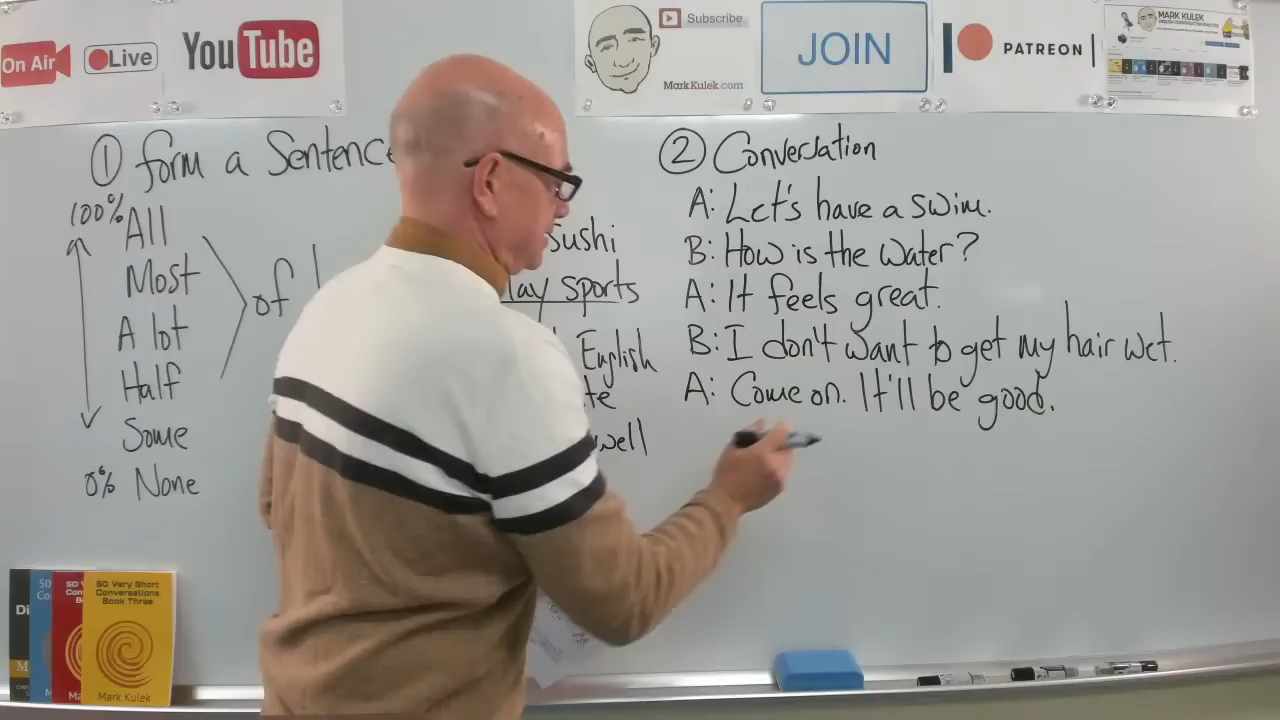 On Air
Live
YouTube
Subscribe
MarkKulek.com
JOIN
PATREON
MARK KULEK
① form a Sentence
100%
All
Most
A lot
Half
Some
0% None
of
Sushi
play sports
English
well
② Conversation
A: Let's have a swim.
B: How is the water?
A: It feels great.
B: I don't want to get my hair wet.
A: Come on. It'll be good.
50 Very Short
Conversations
Book Three
Mark Kulek